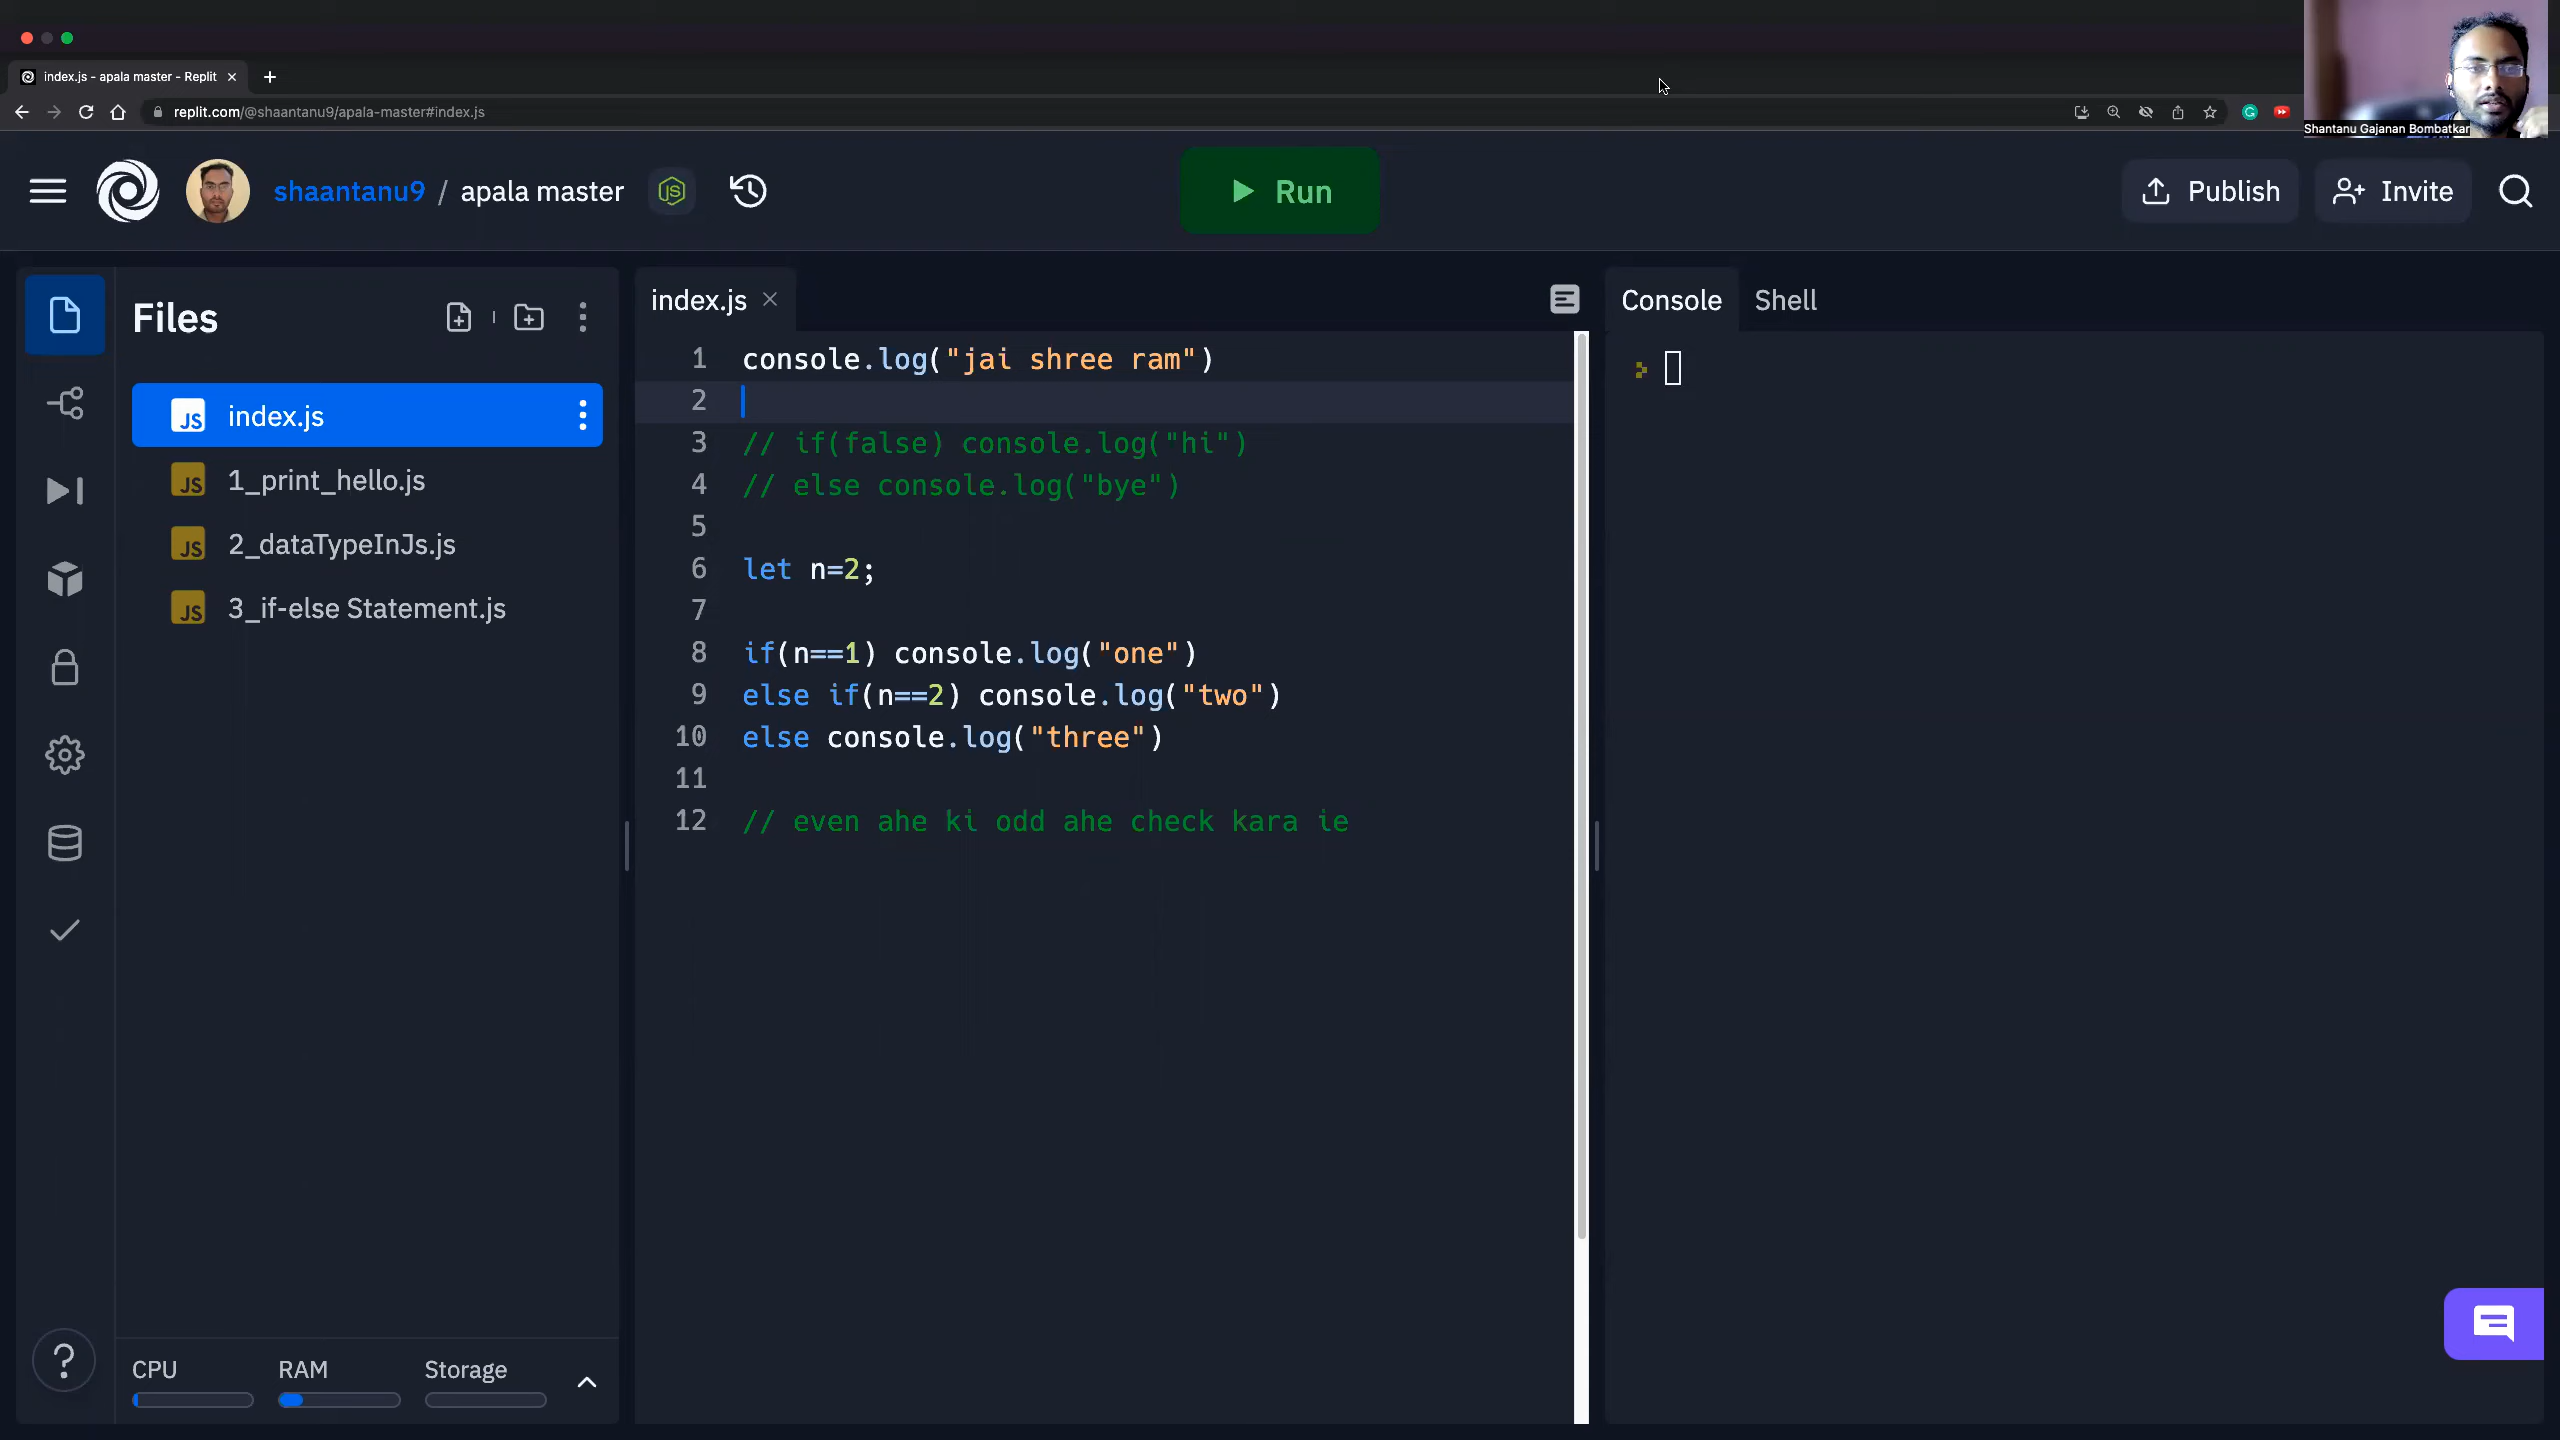 index.js - apala master - Replit
replit.com/@shaantanu9/apala-master#index.js
Shantanu Gajanan Bombatkar
shaantanu9 / apala master
Run
Publish
Invite
Files
index.js
1_print_hello.js
2_dataTypeInJs.js
3_if-else Statement.js
CPU
RAM
Storage
index.js
1 console.log("jai shree ram")
2
3 // if(false) console.log("hi")
4 // else console.log("bye")
5
6 let n=2;
7
8 if(n==1) console.log("one")
9 else if(n==2) console.log("two")
10 else console.log("three")
11
12 // even ahe ki odd ahe check kara ie
Console
Shell